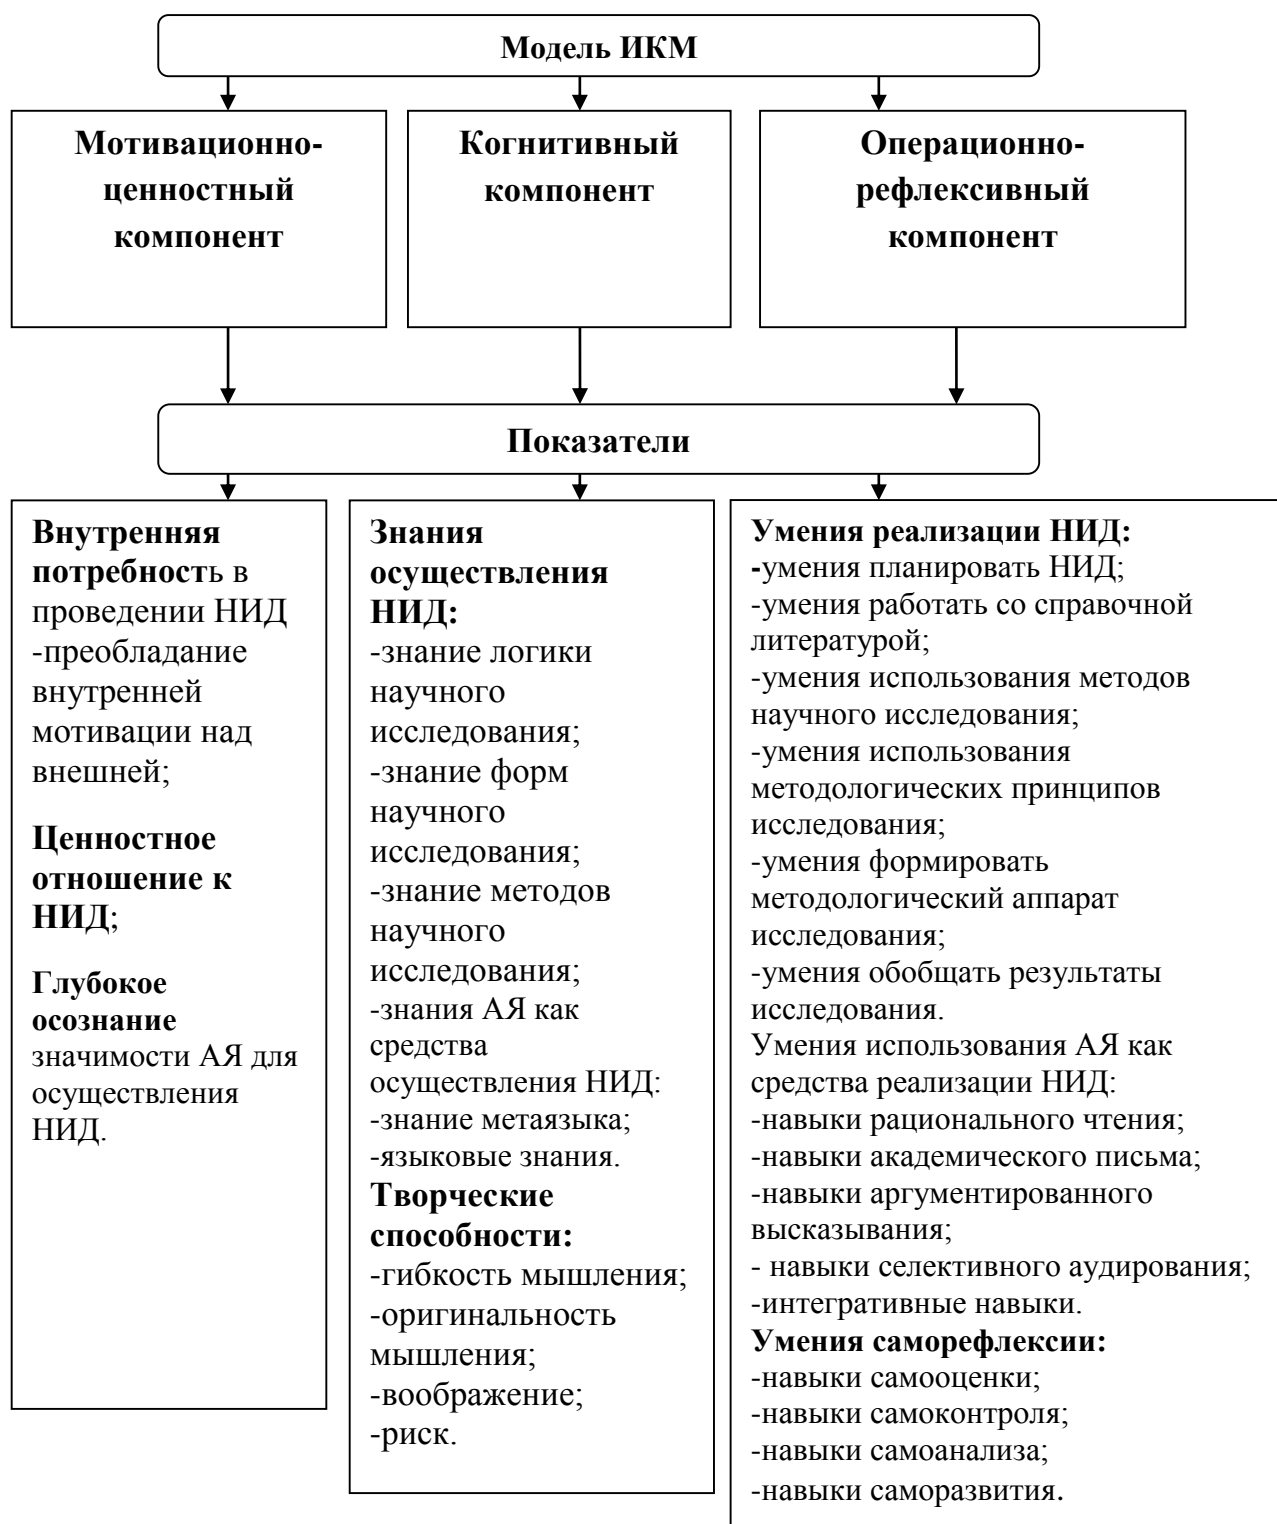 Модель ИКМ
Мотивационно-
ценностный
компонент
Когнитивный
компонент
Операционно-
рефлексивный
компонент
Показатели
Внутренняя
потребность в
проведении НИД
-преобладание
внутренней
мотивации над
внешней;
Ценностное
отношение к
НИД;
Глубокое
осознание
значимости АЯ для
осуществления
НИД.
Знания
осуществления
НИД:
-знание логики
научного
исследования;
-знание форм
научного
исследования;
-знание методов
научного
исследования;
-знания АЯ как
средства
осуществления НИД:
-знание метаязыка;
-языковые знания.
Творческие
способности:
-гибкость мышления;
-оригинальность
мышления;
-воображение;
-риск.
Умения реализации НИД:
-умения планировать НИД;
-умения работать со справочной
литературой;
-умения использования методов
научного исследования;
-умения использования
методологических принципов
исследования;
-умения формировать
методологический аппарат
исследования;
-умения обобщать результаты
исследования.
Умения использования АЯ как
средства реализации НИД:
-навыки рационального чтения;
-навыки академического письма;
-навыки аргументированного
высказывания;
- навыки селективного аудирования;
-интегративные навыки.
Умения саморефлексии:
-навыки самооценки;
-навыки самоконтроля;
-навыки самоанализа;
-навыки саморазвития.